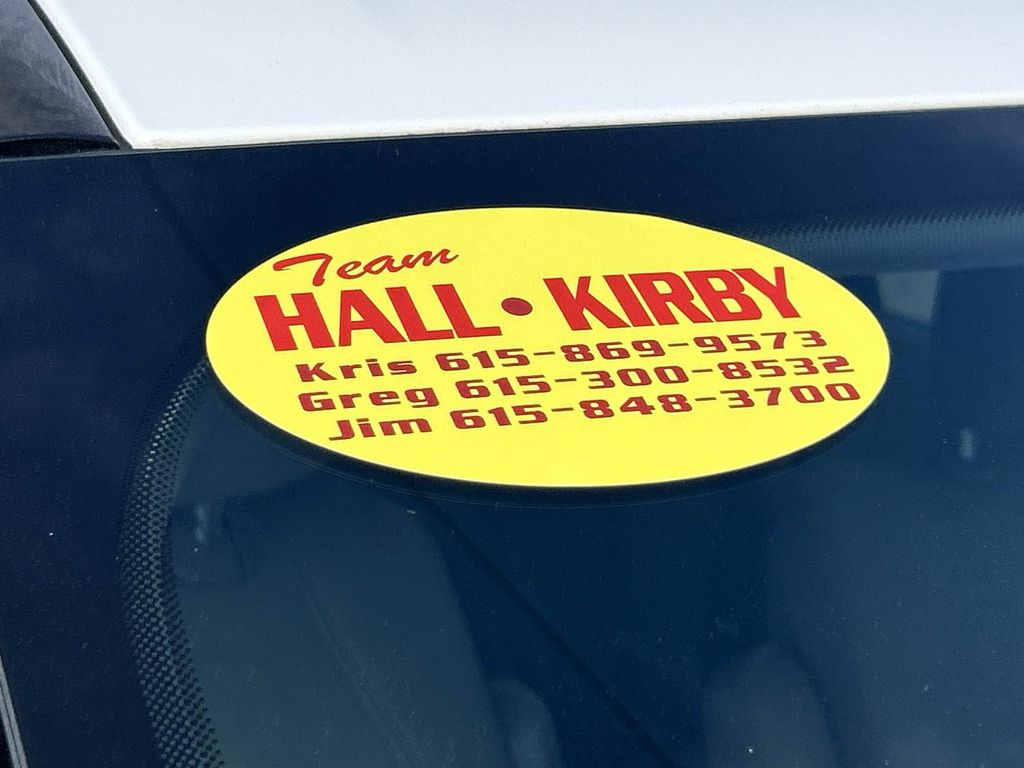 Team
HALL • KIRBY
Kris 615-869-9573
Greg 615-300-8532
Jim 615-848-3700